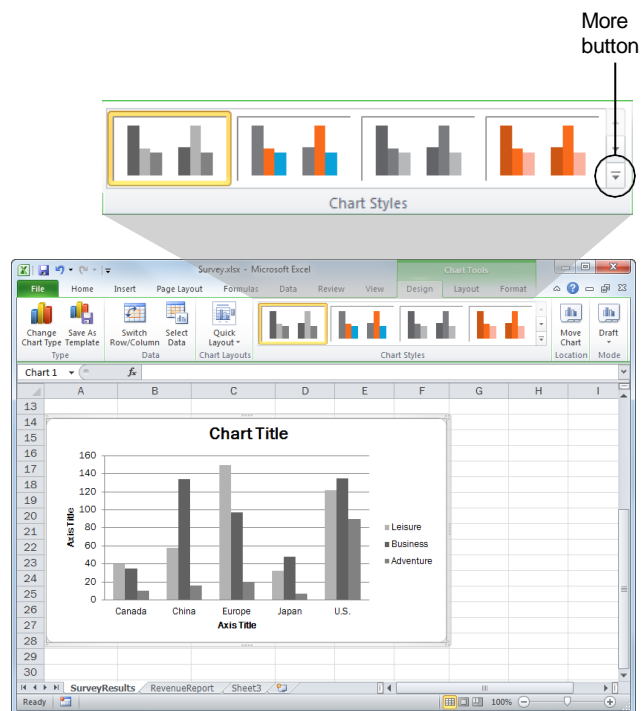 More
button
Chart Styles
Survey.xlsx - Microsoft Excel
Chart Tools
File Home Insert Page Layout Formulas Data Review View Design Layout Format
Change
Chart Type
Save As
Template
Switch
Row/Column
Select
Data
Quick
Layout
Move
Chart
Draft
Type Data Chart Layouts Chart Styles Location Mode
Chart 1 fx
A B C D E F G H I
13
14
15
16
17
18
19
20
21
22
23
24
25
26
27
28
29
30
Chart Title
160
140
120
100
80
60
40
20
0
Axis Title
Canada China Europe Japan U.S.
Axis Title
Leisure
Business
Adventure
SurveyResults RevenueReport Sheet3
Ready 100%